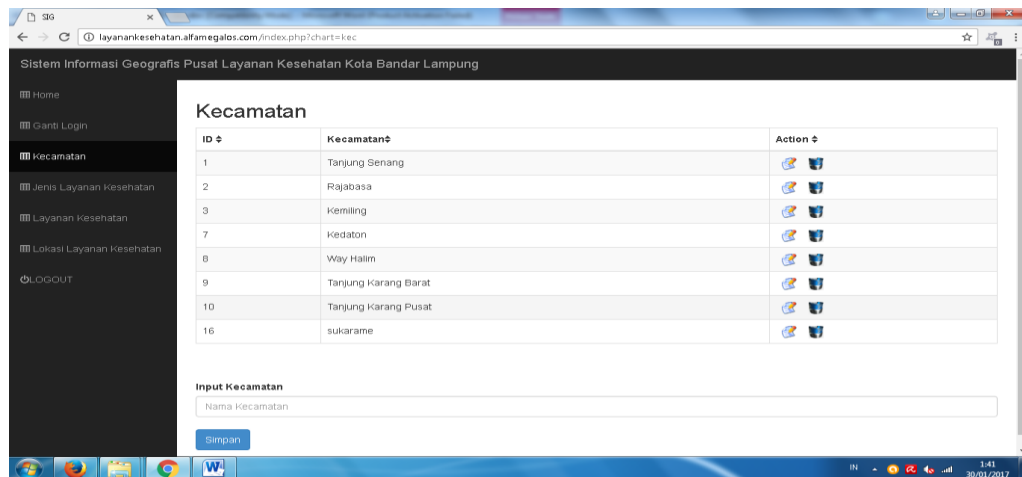 SIG
layanankesehatan.alfamegalos.com/index.php?chart=kec
Sistem Informasi Geografis Pusat Layanan Kesehatan Kota Bandar Lampung
Home
Ganti Login
Kecamatan
Jenis Layanan Kesehatan
Layanan Kesehatan
Lokasi Layanan Kesehatan
LOGOUT
Kecamatan
ID Kecamatan Action
1 Tanjung Senang
2 Rajabasa
3 Kemiling
7 Kedaton
8 Way Halim
9 Tanjung Karang Barat
10 Tanjung Karang Pusat
16 sukarame
Input Kecamatan
Nama Kecamatan
Simpan
IN
1:41
30/01/2017